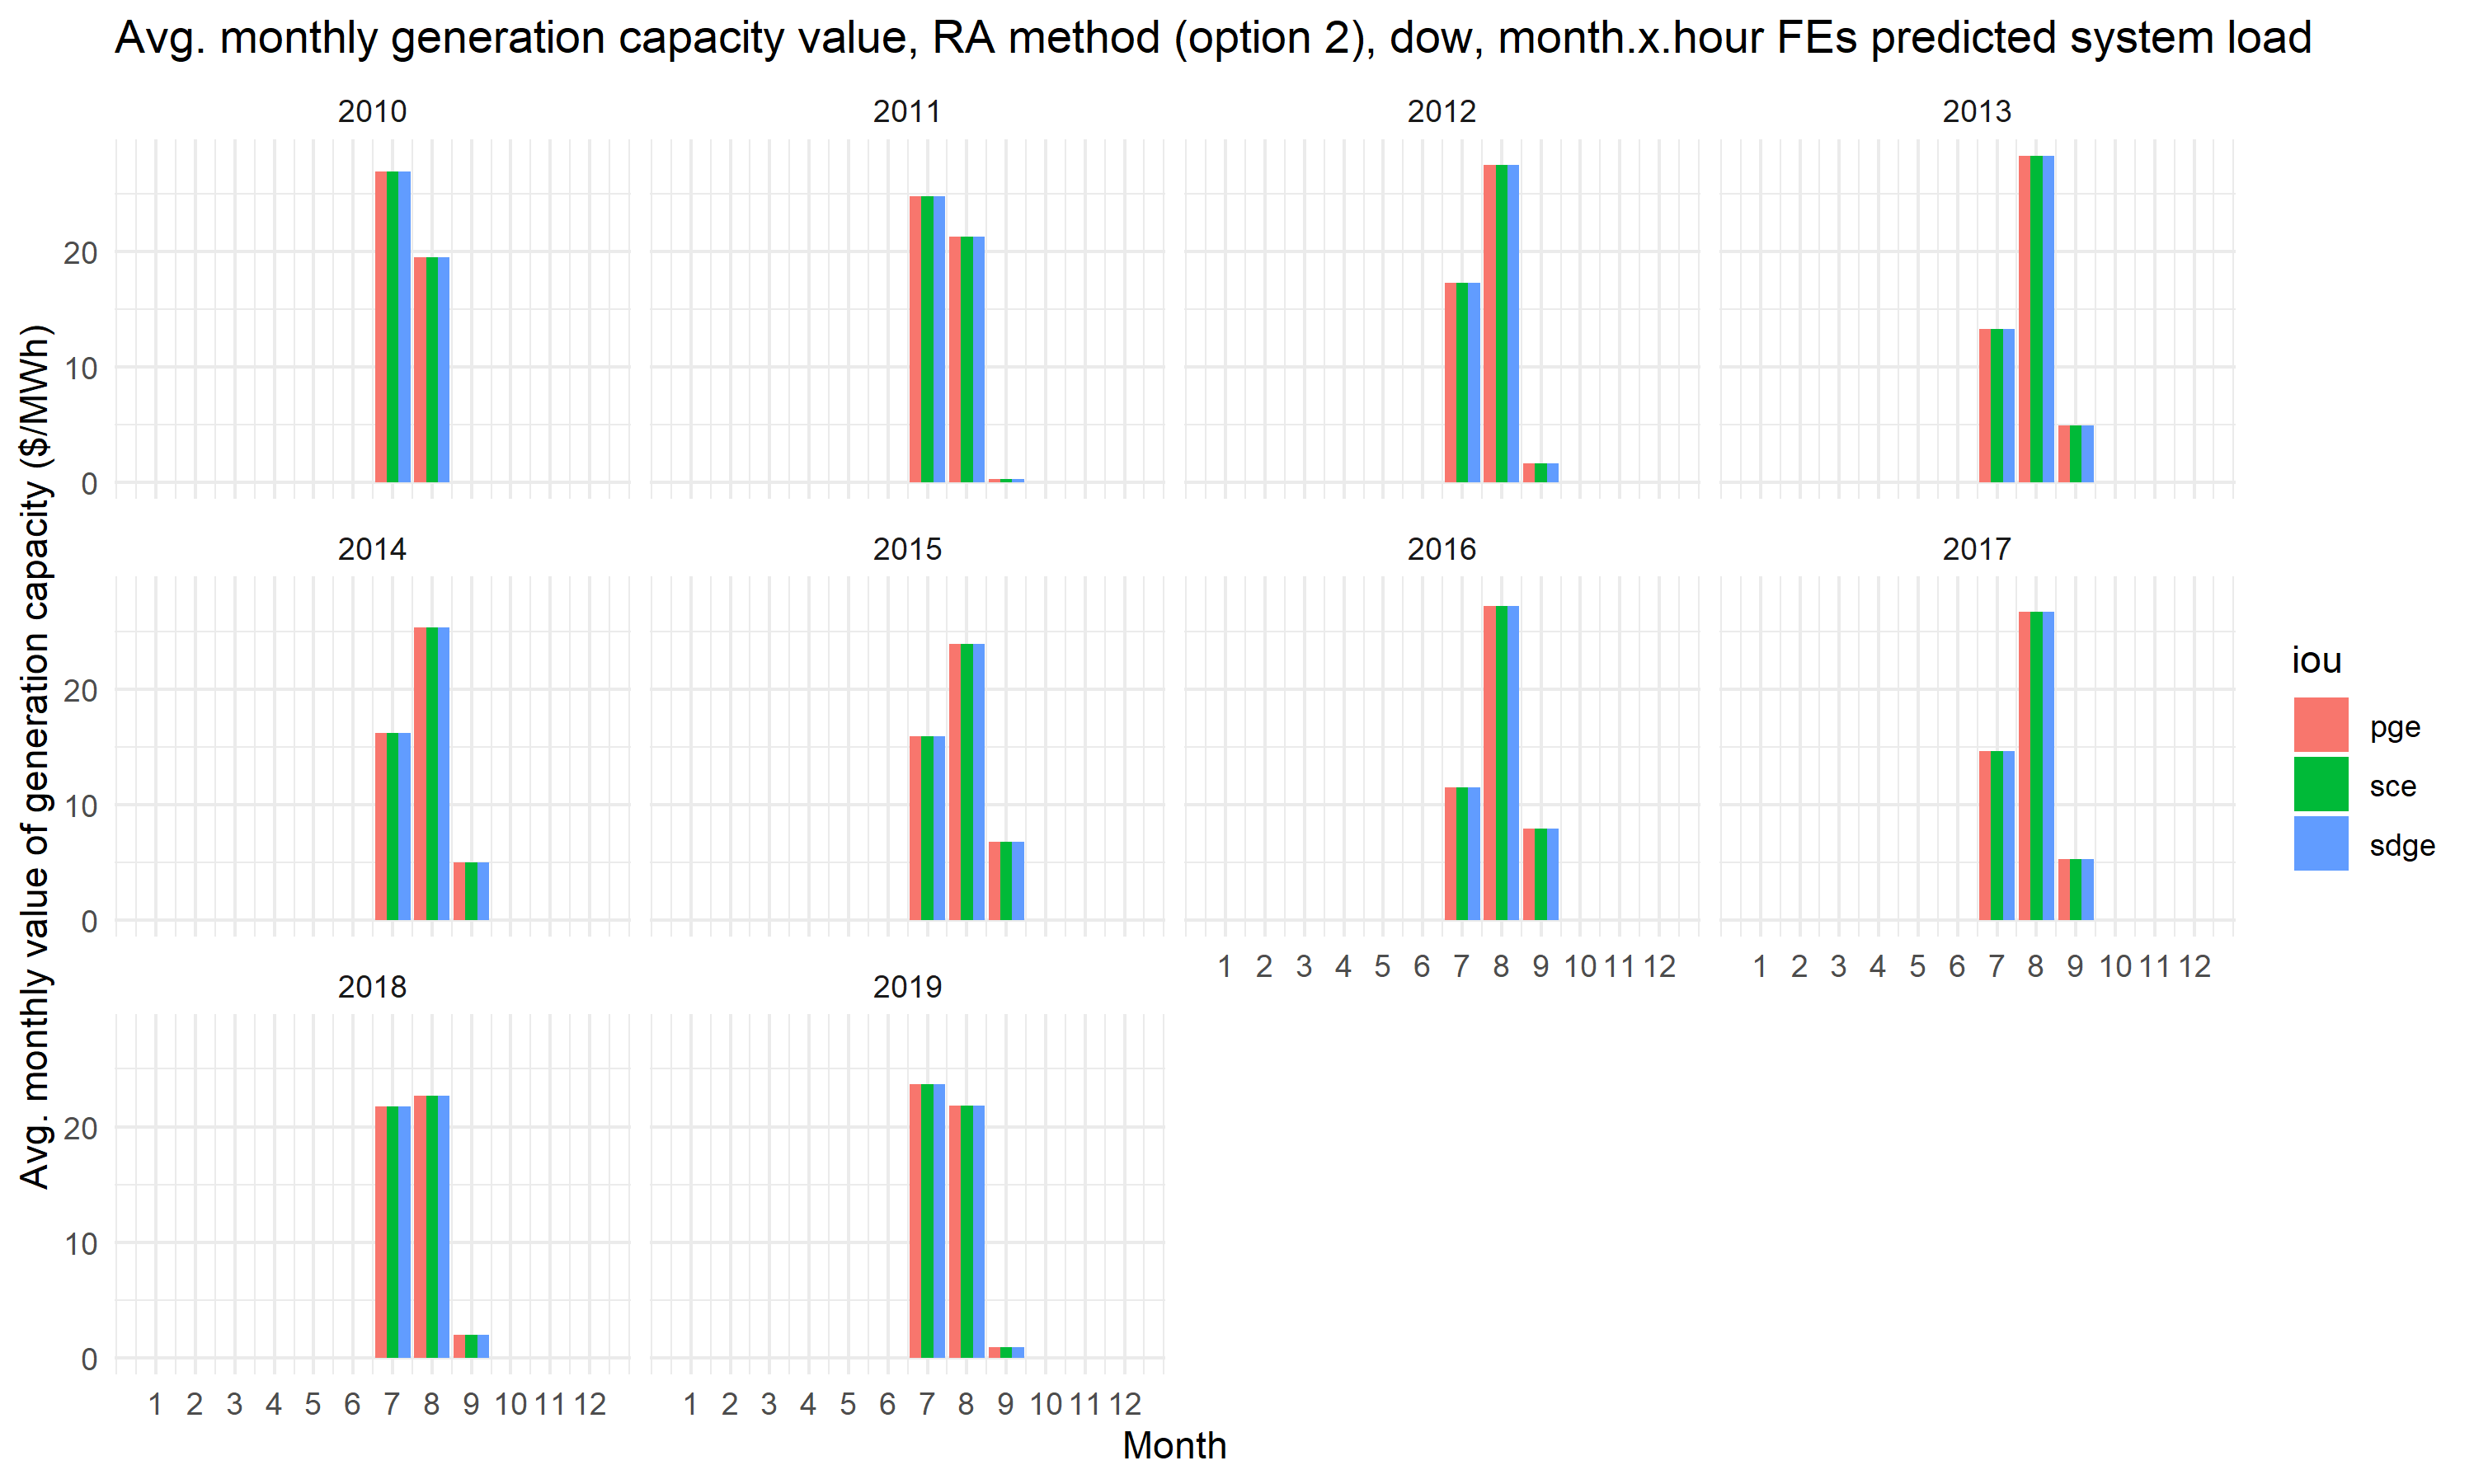 Avg. monthly generation capacity value, RA method (option 2), dow, month.x.hour FEs predicted system load
Avg. monthly value of generation capacity ($/MWh)
2010 2011 2012 2013
20
10
0
2014 2015 2016 2017
20
10
0
1 2 3 4 5 6 7 8 9 10 11 12 1 2 3 4 5 6 7 8 9 10 11 12
2018 2019
20
10
0
1 2 3 4 5 6 7 8 9 10 11 12 1 2 3 4 5 6 7 8 9 10 11 12
Month
iou
pge
sce
sdge